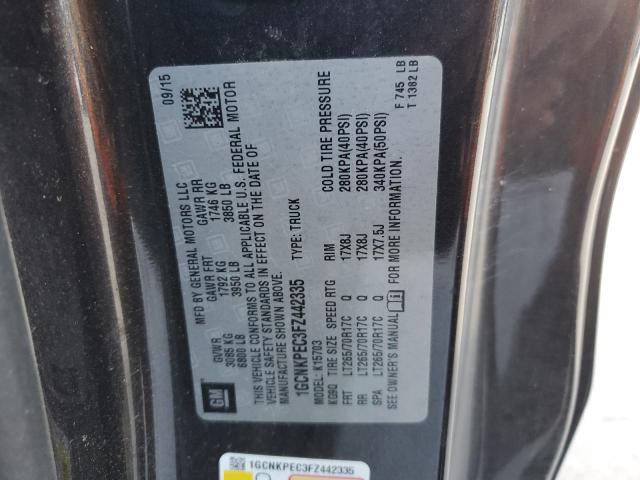 GM
MFD BY GENERAL MOTORS LLC
09/15
GVWR GAWR FRT GAWR RR
3085 KG 1792 KG 1746 KG
6800 LB 3950 LB 3850 LB
THIS VEHICLE CONFORMS TO ALL APPLICABLE U.S. FEDERAL MOTOR
VEHICLE SAFETY STANDARDS IN EFFECT ON THE DATE OF
MANUFACTURE SHOWN ABOVE.
1GCNKPEC3FZ442335 TYPE: TRUCK
MODEL: K15703
KG9Q TIRE SIZE SPEED RTG RIM COLD TIRE PRESSURE
FRT LT265/70R17C Q 17X8J 280KPA(40PSI)
RR LT265/70R17C Q 17X8J 280KPA(40PSI)
SPA LT265/70R17C Q 17X7.5J 340KPA(50PSI)
SEE OWNER'S MANUAL FOR MORE INFORMATION.
F 745 LB
T 1382 LB
1GCNKPEC3FZ442335